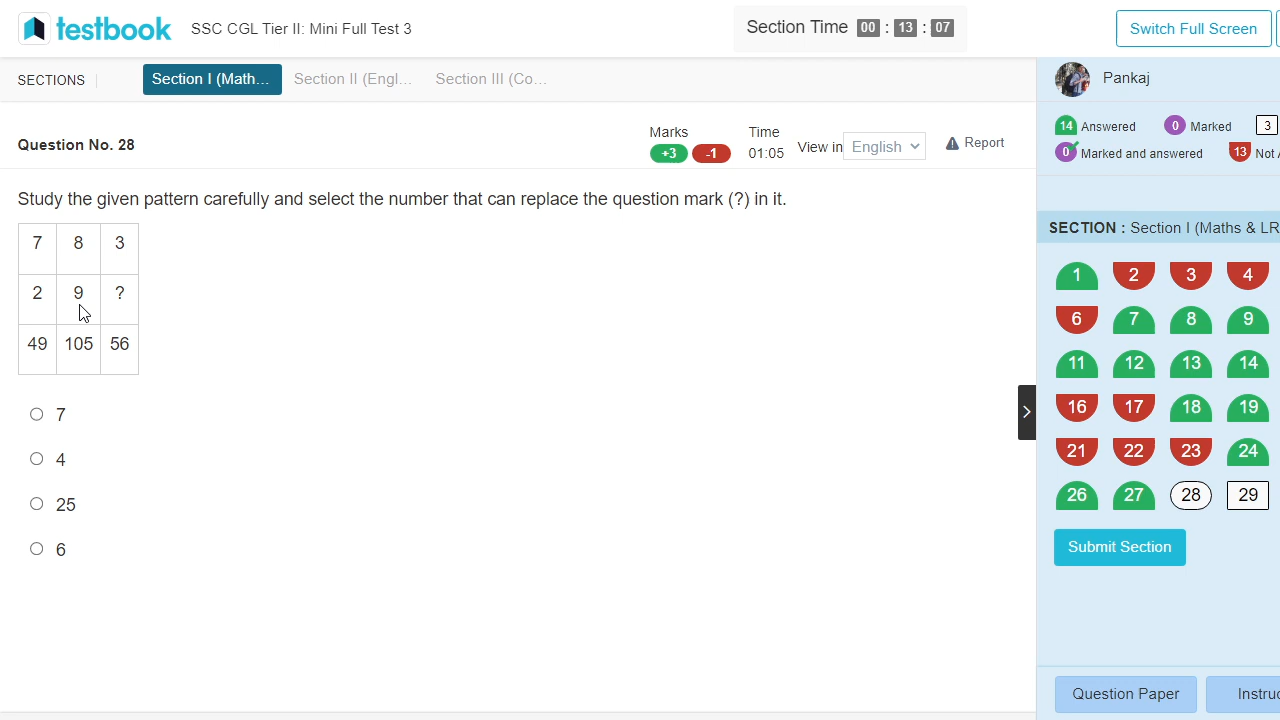 testbook SSC CGL Tier II: Mini Full Test 3 Section Time 00 : 13 : 07 Switch Full Screen
SECTIONS Section I (Math... Section II (Engl... Section III (Co...
Pankaj
14 Answered 0 Marked 3
0 Marked and answered 13 Not
Question No. 28 Marks +3 -1 Time 01:05 View in English Report
Study the given pattern carefully and select the number that can replace the question mark (?) in it.
7 8 3
2 9 ?
49 105 56
7
4
25
6
SECTION : Section I (Maths & LR
1 2 3 4
6 7 8 9
11 12 13 14
16 17 18 19
21 22 23 24
26 27 28 29
Submit Section
Question Paper